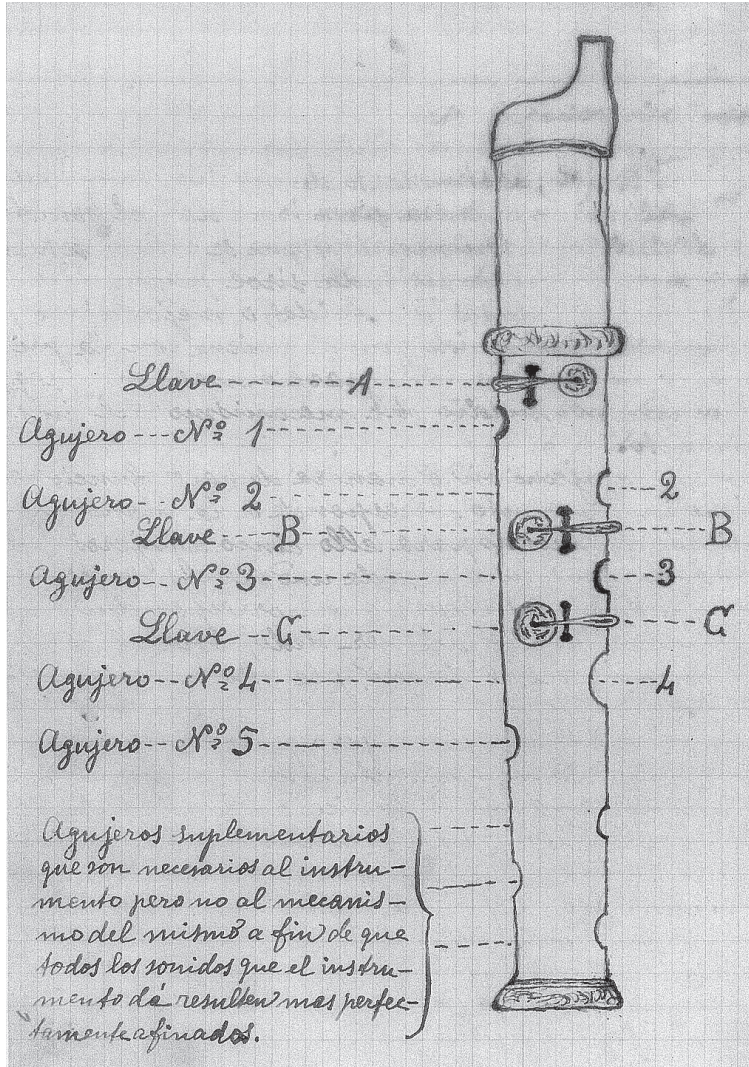 Llave A
Agujero Nº 1
Agujero Nº 2 2
Llave B B
Agujero Nº 3 3
Llave C C
Agujero Nº 4 4
Agujero Nº 5
Agujeros suplementarios
que son necesarios al instru-
mento pero no al mecanis-
mo del mismo a fin de que
todos los sonidos que el instru-
mento dá resulten mas perfec-
tamente afinados.